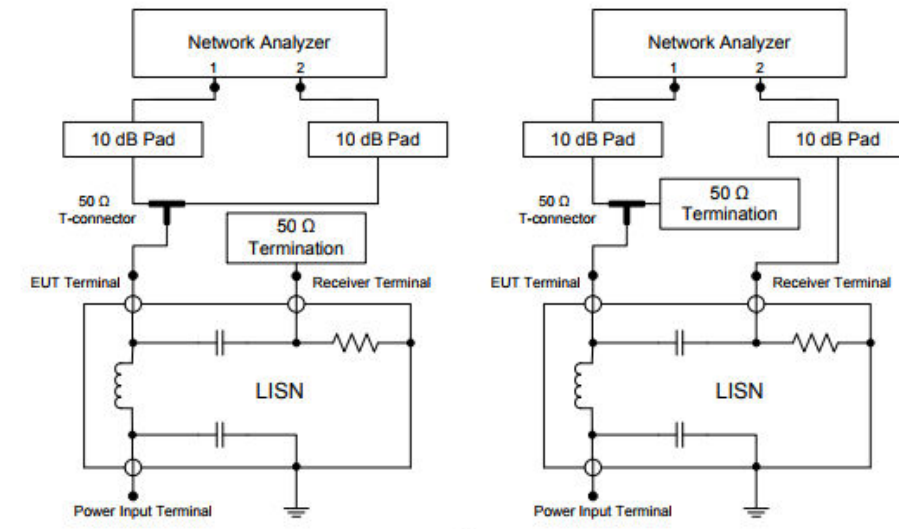 Network Analyzer
1 2
10 dB Pad
10 dB Pad
50 Ω
T-connector
50 Ω
Termination
EUT Terminal
Receiver Terminal
LISN
Power Input Terminal
Network Analyzer
1 2
10 dB Pad
10 dB Pad
50 Ω
T-connector
50 Ω
Termination
EUT Terminal
Receiver Terminal
LISN
Power Input Terminal